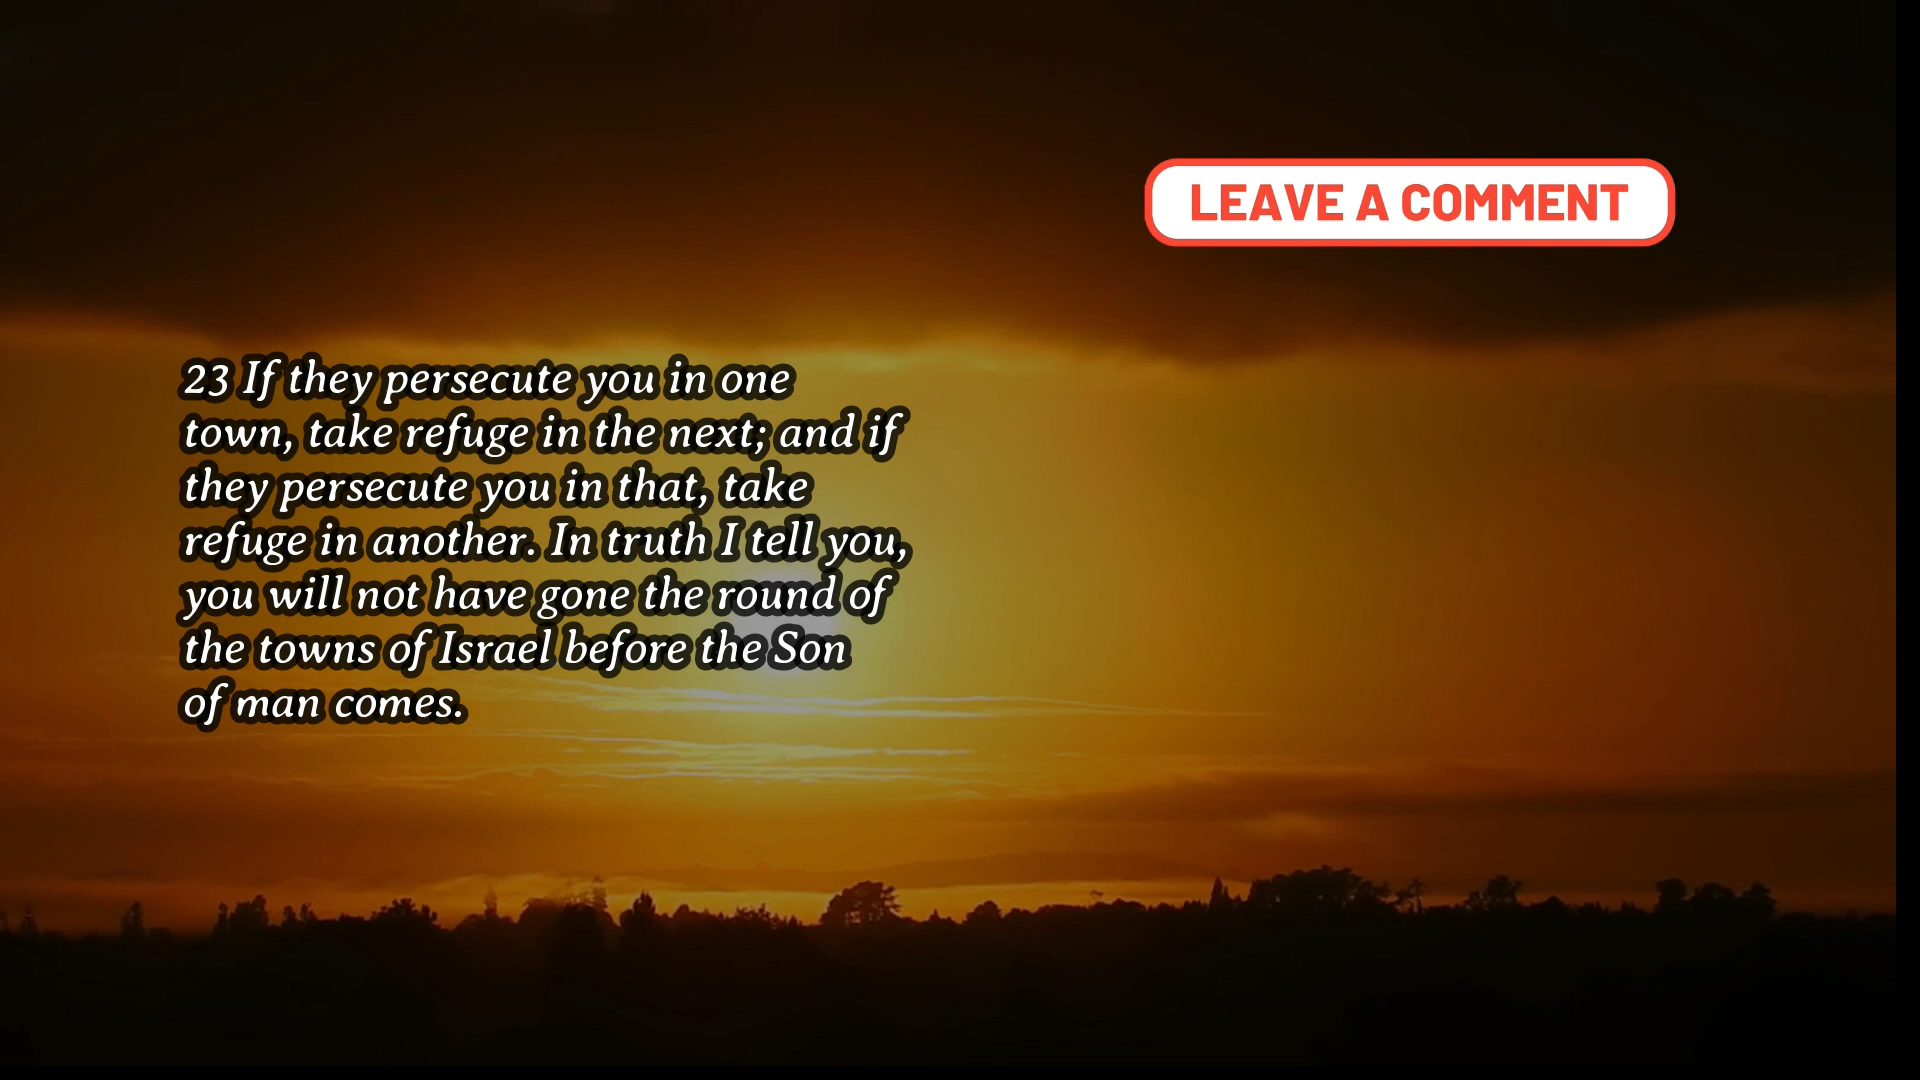 LEAVE A COMMENT
23 If they persecute you in one
town, take refuge in the next; and if
they persecute you in that, take
refuge in another. In truth I tell you,
you will not have gone the round of
the towns of Israel before the Son
of man comes.